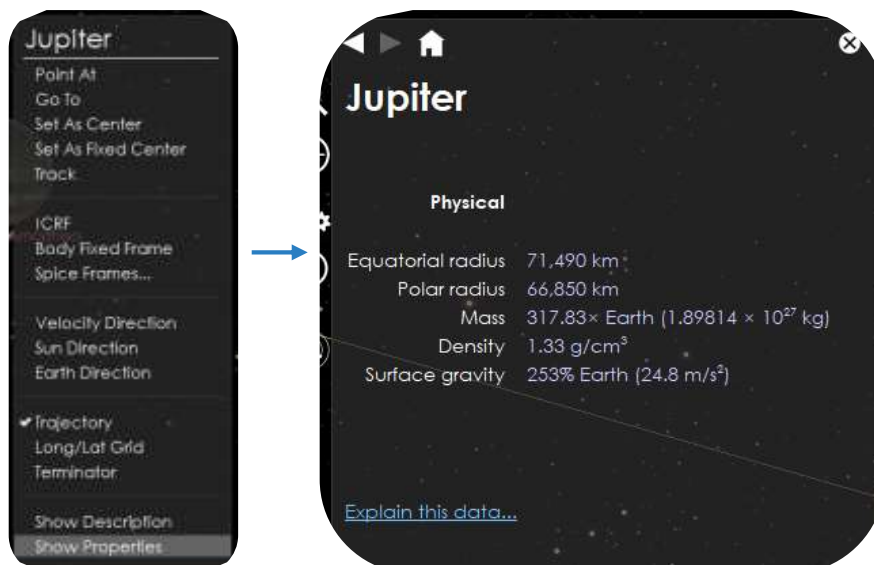 Jupiter
Point At
Go To
Set As Center
Set As Fixed Center
Track
ICRF
Body Fixed Frame
Spice Frames...
Velocity Direction
Sun Direction
Earth Direction
Trajectory
Long/Lat Grid
Terminator
Show Description
Show Properties
Jupiter
Physical
Equatorial radius 71,490 km
Polar radius 66,850 km
Mass 317.83× Earth (1.89814 × 10²⁷ kg)
Density 1.33 g/cm³
Surface gravity 253% Earth (24.8 m/s²)
Explain this data...